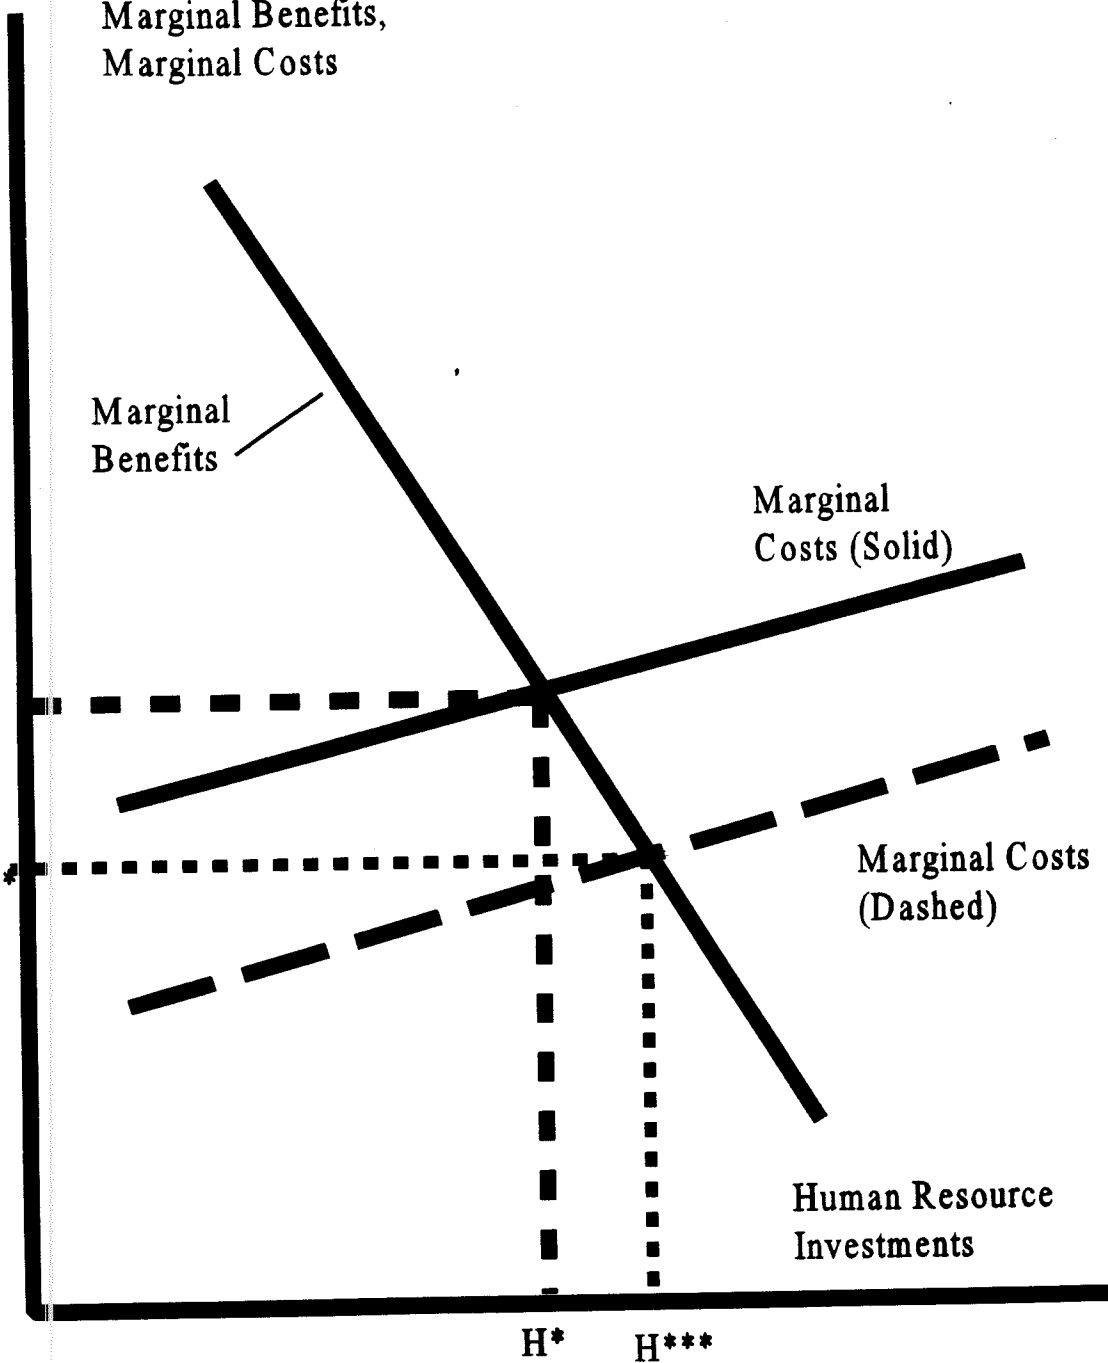 Marginal Benefits,
Marginal Costs
Marginal
Benefits
Marginal
Costs (Solid)
*
Marginal Costs
(Dashed)
Human Resource
Investments
H*
H***